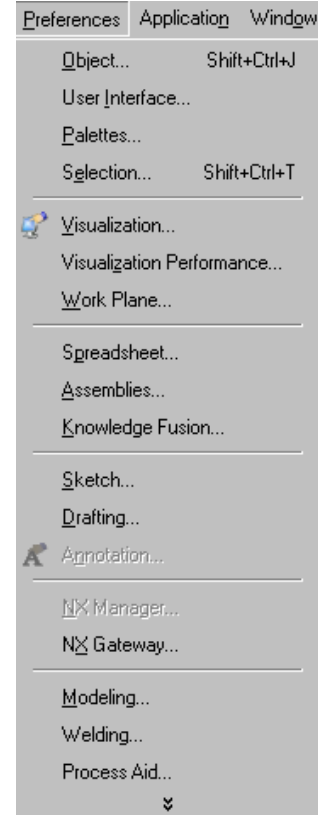 Preferences Application Window
Object... Shift+Ctrl+J
User Interface...
Palettes...
Selection... Shift+Ctrl+T
Visualization...
Visualization Performance...
Work Plane...
Spreadsheet...
Assemblies...
Knowledge Fusion...
Sketch...
Drafting...
Annotation...
NX Manager...
NX Gateway...
Modeling...
Welding...
Process Aid...